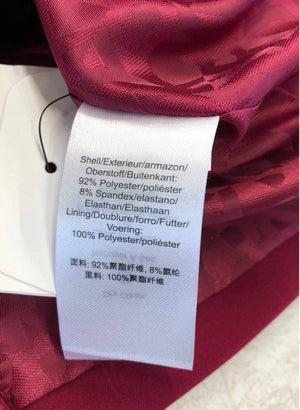 Shell/Exterieur/armazon/
Oberstoff/Buitenkant:
92% Polyester/poliéster
8% Spandex/elastano/
Elasthan/Elasthaan
Lining/Doublure/forro/Futter/
Voering:
100% Polyester/poliéster
面料: 92%聚酯纤维, 8%氨纶
里料: 100%聚酯纤维